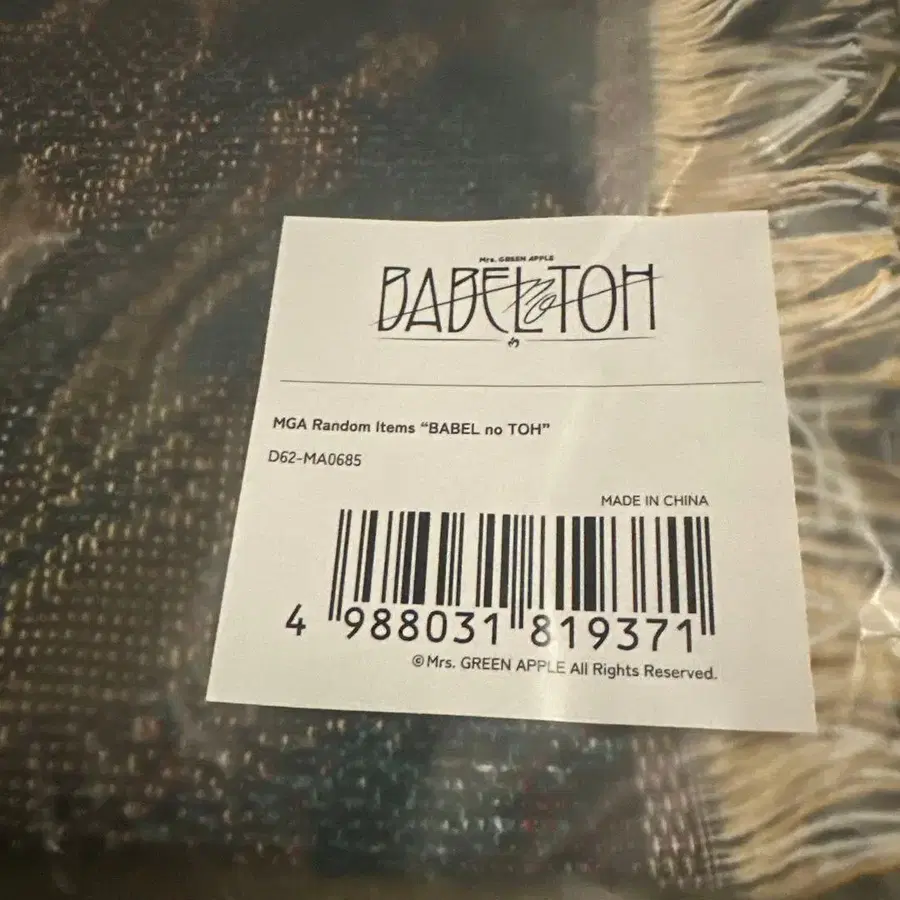 Mrs. GREEN APPLE
BABEL no TOH
MGA Random Items “BABEL no TOH”
D62-MA0685
MADE IN CHINA
4 988031 819371
©Mrs. GREEN APPLE All Rights Reserved.